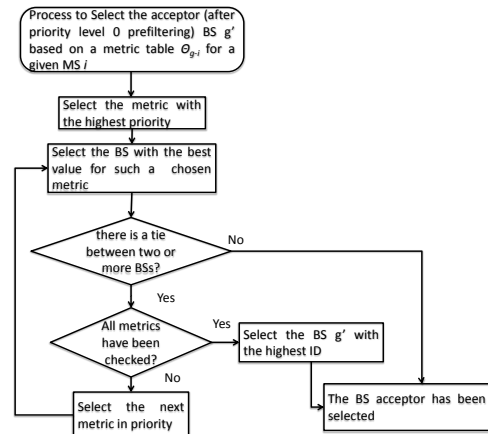 Process to Select the acceptor (after
priority level 0 prefiltering) BS g'
based on a metric table Θg-i for a
given MS i
Select the metric with
the highest priority
Select the BS with the best
value for such a chosen
metric
there is a tie
between two or
more BSs?
No
Yes
All metrics
have been
checked?
Yes
Select the BS g' with
the highest ID
No
Select the next
metric in priority
The BS acceptor has been
selected